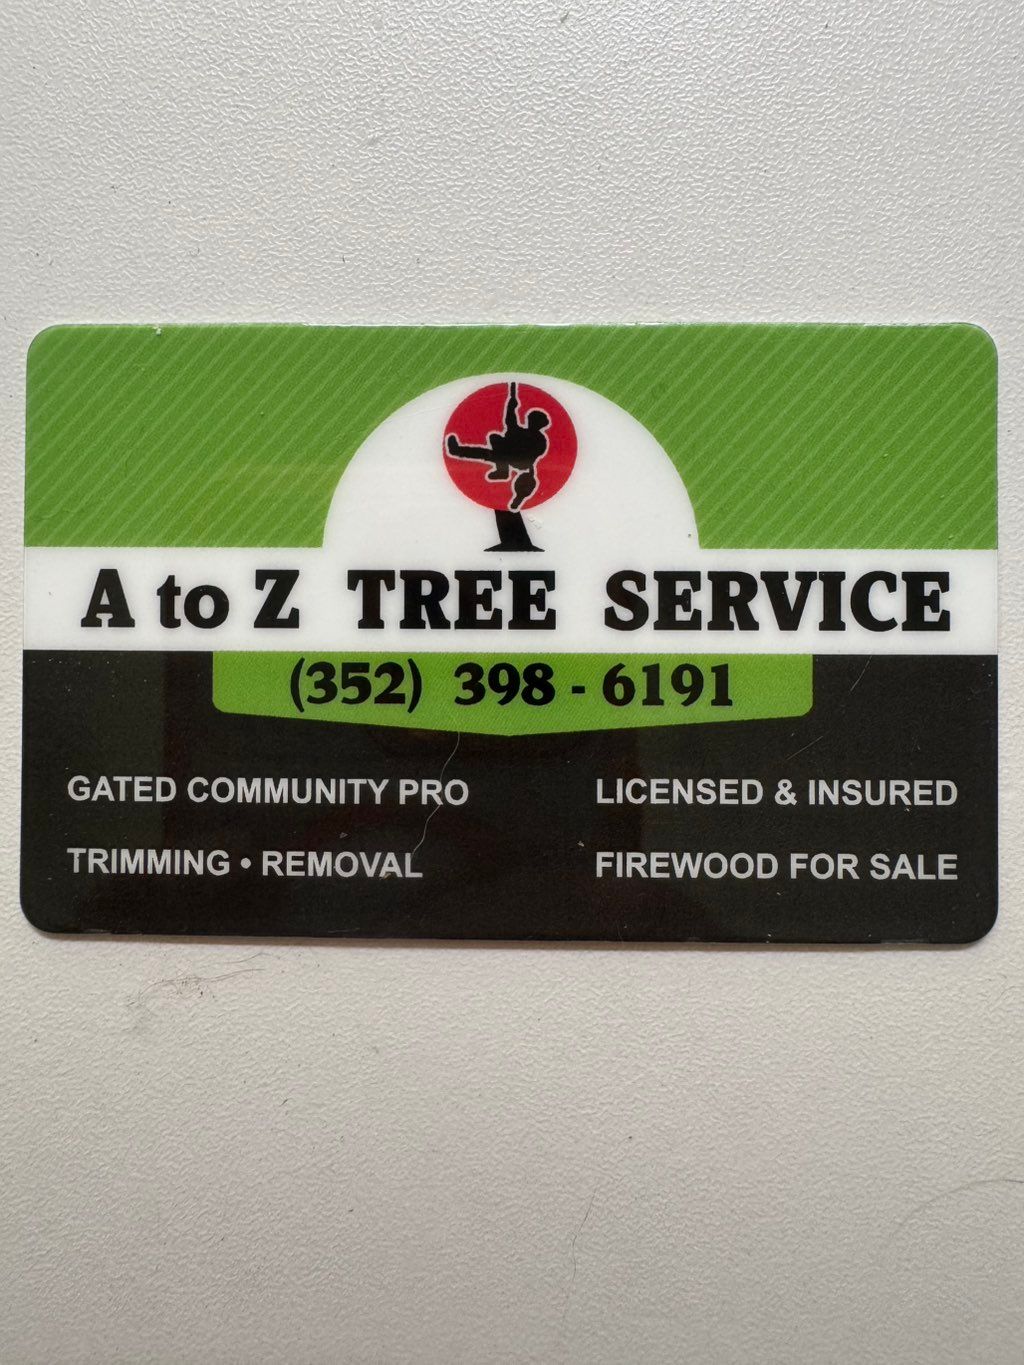 A to Z TREE SERVICE
(352) 398 - 6191
GATED COMMUNITY PRO
LICENSED & INSURED
TRIMMING • REMOVAL
FIREWOOD FOR SALE